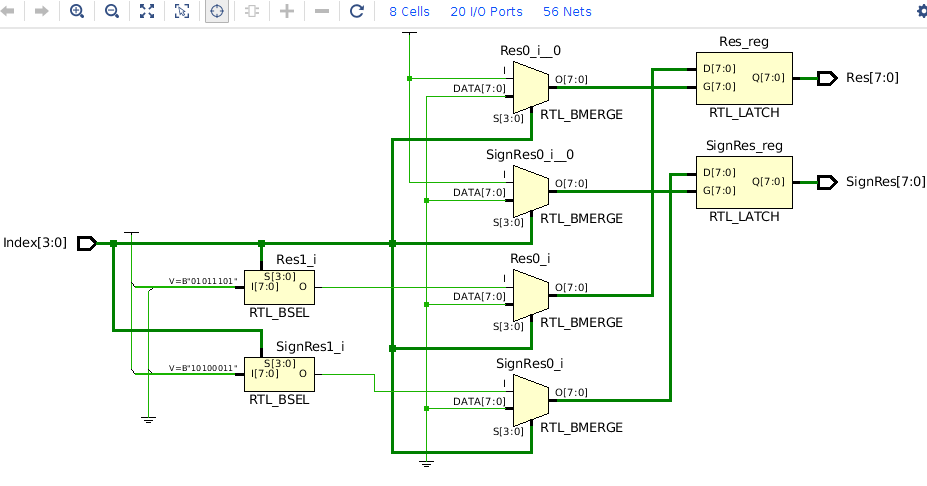 8 Cells 20 I/O Ports 56 Nets
Res0_i__0
I
DATA[7:0]
O[7:0]
S[3:0]
RTL_BMERGE
Res_reg
D[7:0]
G[7:0]
Q[7:0]
RTL_LATCH
Res[7:0]
SignRes0_i__0
I
DATA[7:0]
O[7:0]
S[3:0]
RTL_BMERGE
SignRes_reg
D[7:0]
G[7:0]
Q[7:0]
RTL_LATCH
SignRes[7:0]
Index[3:0]
Res1_i
V=B"01011101"
S[3:0]
I[7:0]
O
RTL_BSEL
Res0_i
I
DATA[7:0]
O[7:0]
S[3:0]
RTL_BMERGE
SignRes1_i
V=B"10100011"
S[3:0]
I[7:0]
O
RTL_BSEL
SignRes0_i
I
DATA[7:0]
O[7:0]
S[3:0]
RTL_BMERGE